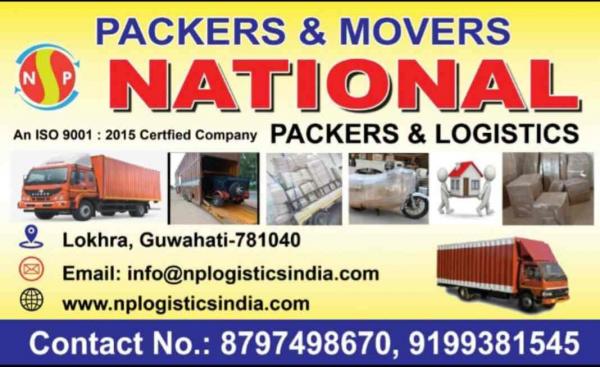 PACKERS & MOVERS
NSP
NATIONAL
An ISO 9001 : 2015 Certfied Company PACKERS & LOGISTICS
Lokhra, Guwahati-781040
Email: info@nplogisticsindia.com
www.nplogisticsindia.com
Contact No.: 8797498670, 9199381545